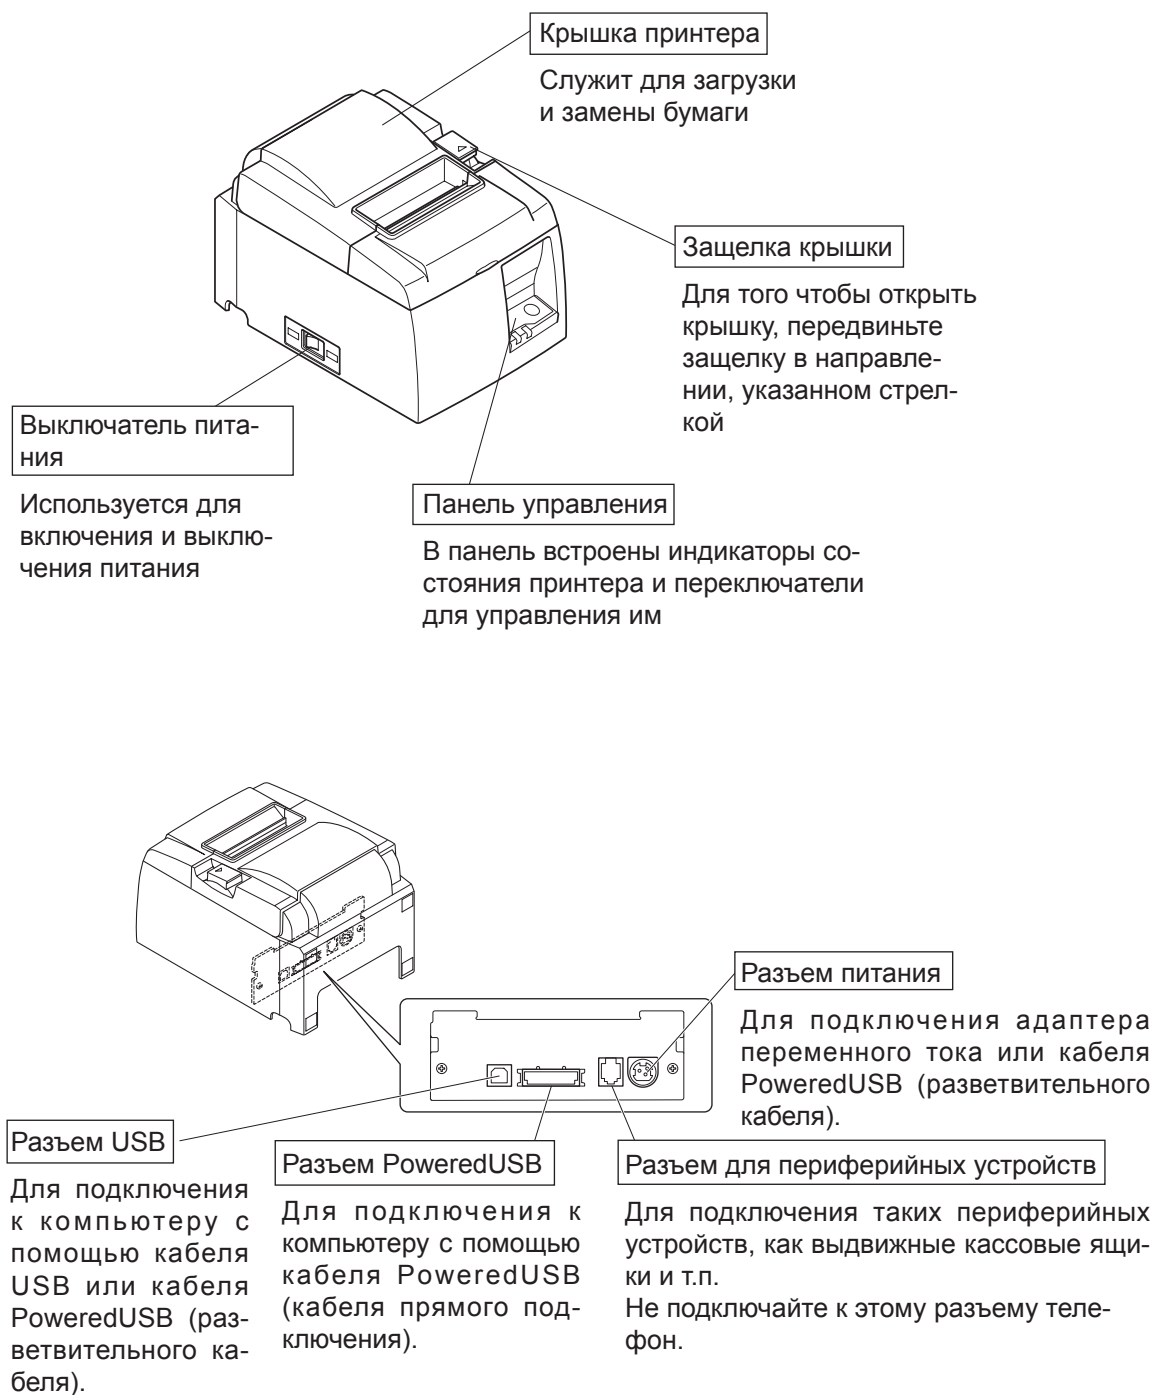 Крышка принтера
Служит для загрузки
и замены бумаги
Защелка крышки
Для того чтобы открыть
крышку, передвиньте
защелку в направле-
нии, указанном стрел-
кой
Выключатель пита-
ния
Используется для
включения и выклю-
чения питания
Панель управления
В панель встроены индикаторы со-
стояния принтера и переключатели
для управления им
Разъем питания
Для подключения адаптера
переменного тока или кабеля
PoweredUSB (разветвительного
кабеля).
Разъем USB
Для подключения
к компьютеру с
помощью кабеля
USB или кабеля
PoweredUSB (раз-
ветвительного ка-
беля).
Разъем PoweredUSB
Для подключения к
компьютеру с помощью
кабеля PoweredUSB
(кабеля прямого под-
ключения).
Разъем для периферийных устройств
Для подключения таких периферийных
устройств, как выдвижные кассовые ящи-
ки и т.п.
Не подключайте к этому разъему теле-
фон.